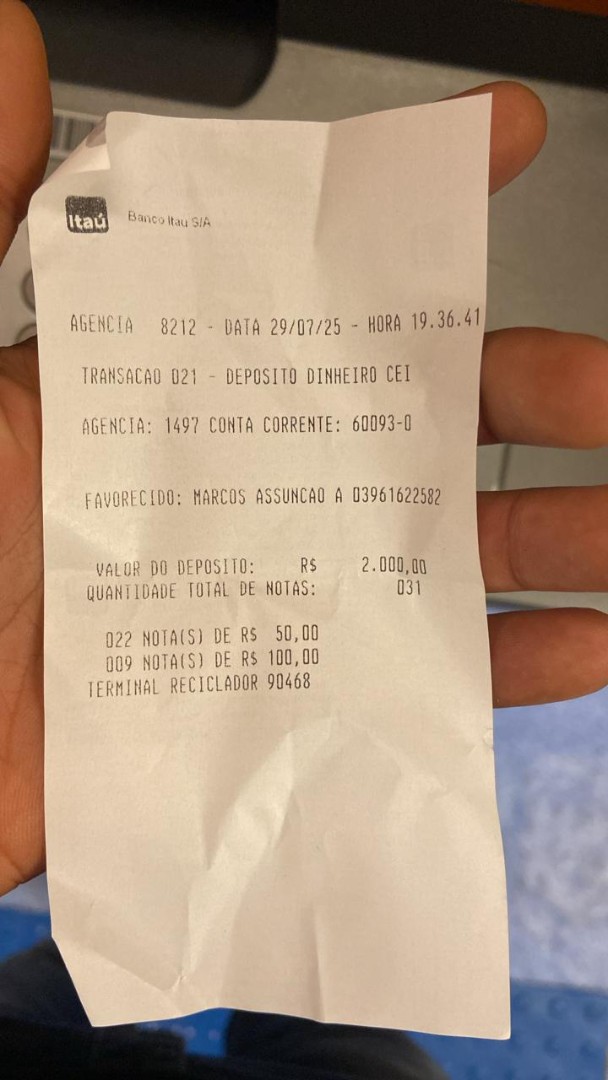 Itaú Banco Itau S/A
AGENCIA 8212 - DATA 29/07/25 - HORA 19.36.41
TRANSACAO 021 - DEPOSITO DINHEIRO CEI
AGENCIA: 1497 CONTA CORRENTE: 60093-0
FAVORECIDO: MARCOS ASSUNCAO A 03961622582
VALOR DO DEPOSITO: R$ 2.000,00
QUANTIDADE TOTAL DE NOTAS: 031
022 NOTA(S) DE R$ 50,00
009 NOTA(S) DE R$ 100,00
TERMINAL RECICLADOR 90468